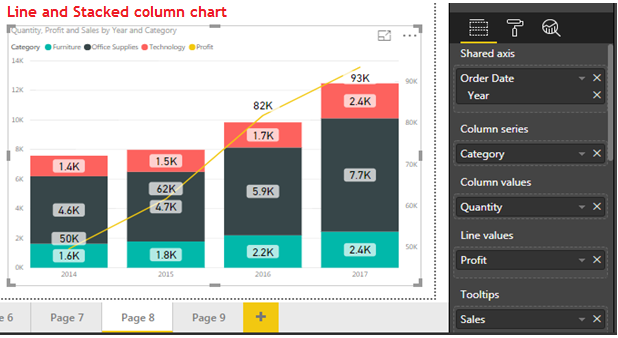 Line and Stacked column chart
Quantity, Profit and Sales by Year and Category
Category Furniture Office Supplies Technology Profit
14K
12K
10K
8K
6K
4K
2K
0K
90K
80K
70K
60K
50K
1.4K
4.6K
50K
1.6K
1.5K
62K
4.7K
1.8K
82K
1.7K
5.9K
2.2K
93K
2.4K
7.7K
2.4K
2014 2015 2016 2017
e 6 Page 7 Page 8 Page 9 +
Shared axis
Order Date
Year
Column series
Category
Column values
Quantity
Line values
Profit
Tooltips
Sales